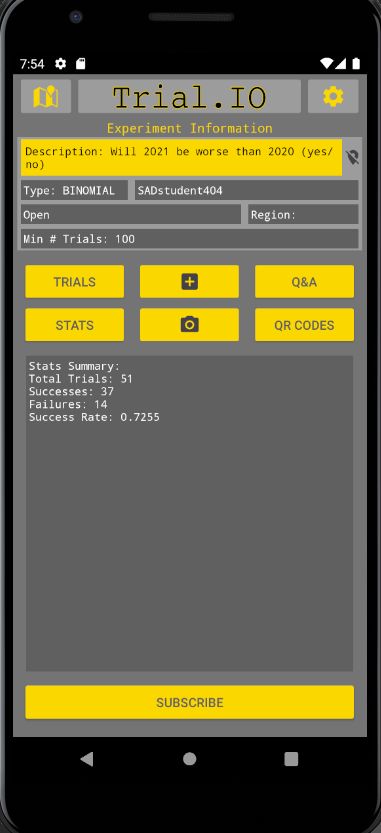 7:54
Trial.IO
Experiment Information
Description: Will 2021 be worse than 2020 (yes/
no)
Type: BINOMIAL
SADstudent404
Open
Region:
Min # Trials: 100
TRIALS
Q&A
STATS
QR CODES
Stats Summary:
Total Trials: 51
Successes: 37
Failures: 14
Success Rate: 0.7255
SUBSCRIBE